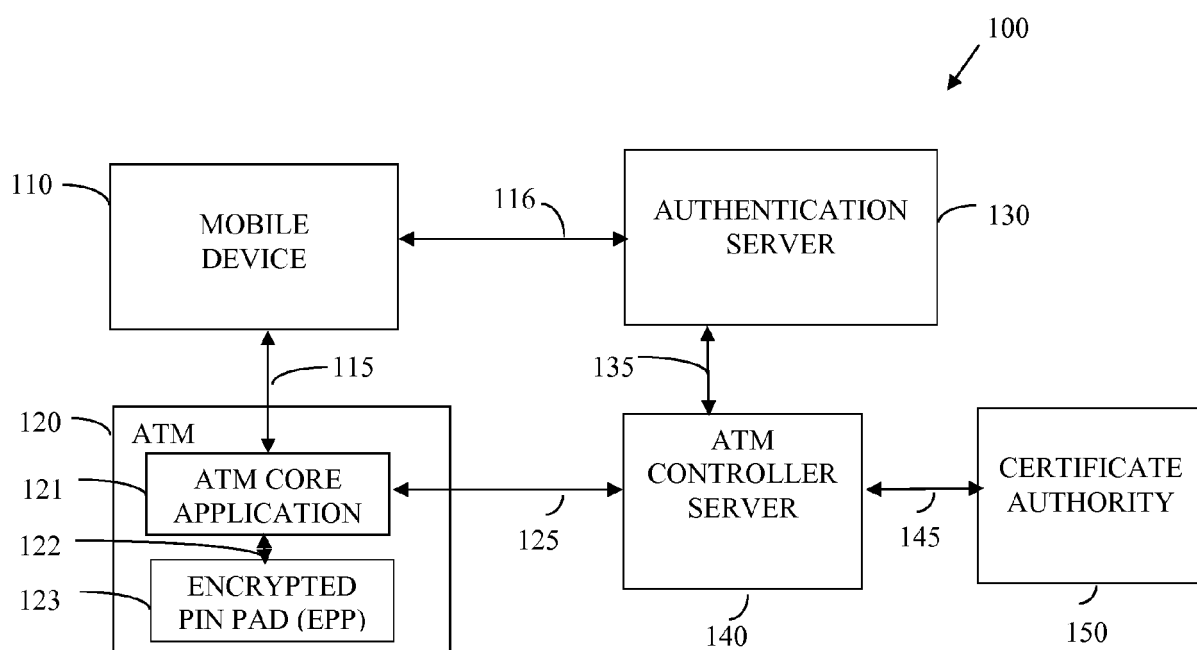 100
110
MOBILE
DEVICE
116
AUTHENTICATION
SERVER
130
115
135
120
ATM
121
ATM CORE
APPLICATION
122
123
ENCRYPTED
PIN PAD (EPP)
125
ATM
CONTROLLER
SERVER
140
145
CERTIFICATE
AUTHORITY
150